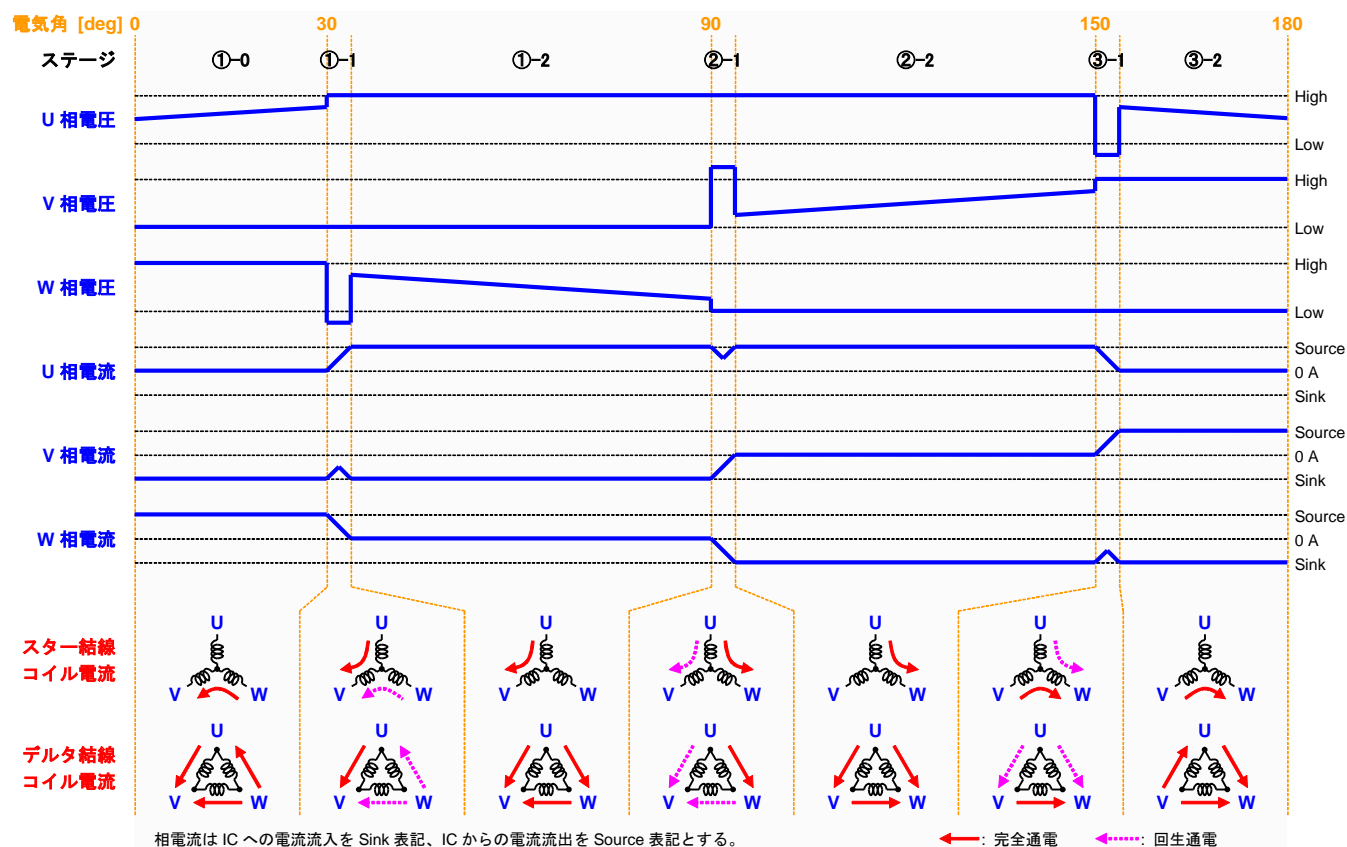 電気角 [deg] 0 30 90 150 180
ステージ ①-0 ①-1 ①-2 ②-1 ②-2 ③-1 ③-2
High
U 相電圧
Low
High
V 相電圧
Low
High
W 相電圧
Low
Source
U 相電流 0 A
Sink
Source
V 相電流 0 A
Sink
Source
W 相電流 0 A
Sink
U U U U U U U
スター結線
コイル電流
V W V W V W V W V W V W V W
U U U U U U U
デルタ結線
コイル電流
V W V W V W V W V W V W V W
相電流は IC への電流流入を Sink 表記、IC からの電流流出を Source 表記とする。 : 完全通電 : 回生通電